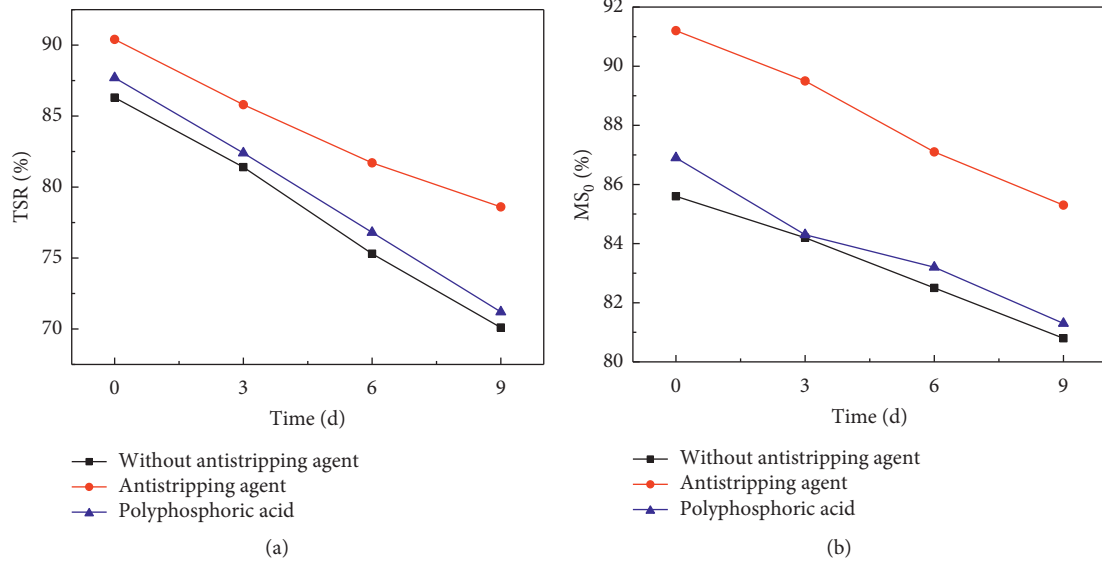 90
85
80
75
70
TSR (%)
0 3 6 9
Time (d)
Without antistripping agent
Antistripping agent
Polyphosphoric acid
(a)
92
90
88
86
84
82
80
MS₀ (%)
0 3 6 9
Time (d)
Without antistripping agent
Antistripping agent
Polyphosphoric acid
(b)